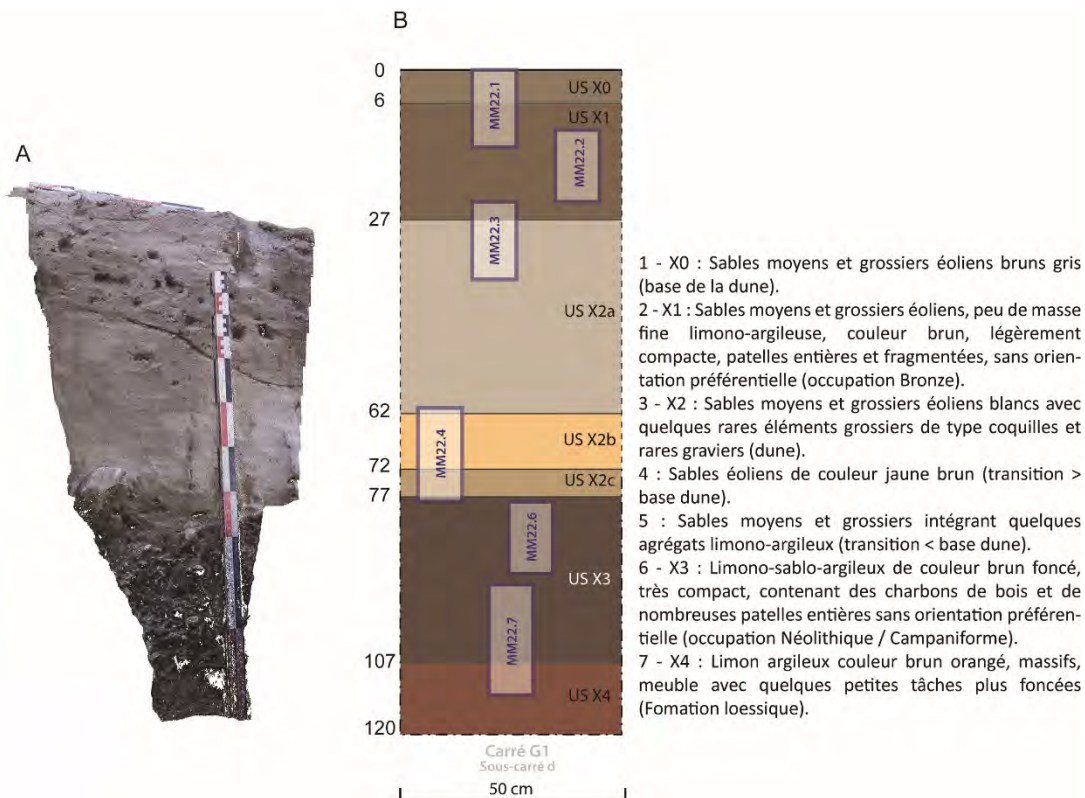 B
A
0
6
27
62
72
77
107
120
US X0
MM22.1
US X1
MM22.2
MM22.3
US X2a
US X2b
MM22.4
US X2c
MM22.6
US X3
MM22.7
US X4
Carré G1
Sous-carré d
50 cm
1 - X0 : Sables moyens et grossiers éoliens bruns gris
(base de la dune).
2 - X1 : Sables moyens et grossiers éoliens, peu de masse
fine limono-argileuse, couleur brun, légèrement
compacte, patelles entières et fragmentées, sans orien-
tation préférentielle (occupation Bronze).
3 - X2 : Sables moyens et grossiers éoliens blancs avec
quelques rares éléments grossiers de type coquilles et
rares graviers (dune).
4 : Sables éoliens de couleur jaune brun (transition >
base dune).
5 : Sables moyens et grossiers intégrant quelques
agrégats limono-argileux (transition < base dune).
6 - X3 : Limono-sablo-argileux de couleur brun foncé,
très compact, contenant des charbons de bois et de
nombreuses patelles entières sans orientation préféren-
tielle (occupation Néolithique / Campaniforme).
7 - X4 : Limon argileux couleur brun orangé, massifs,
meuble avec quelques petites tâches plus foncées
(Fomation loessique).